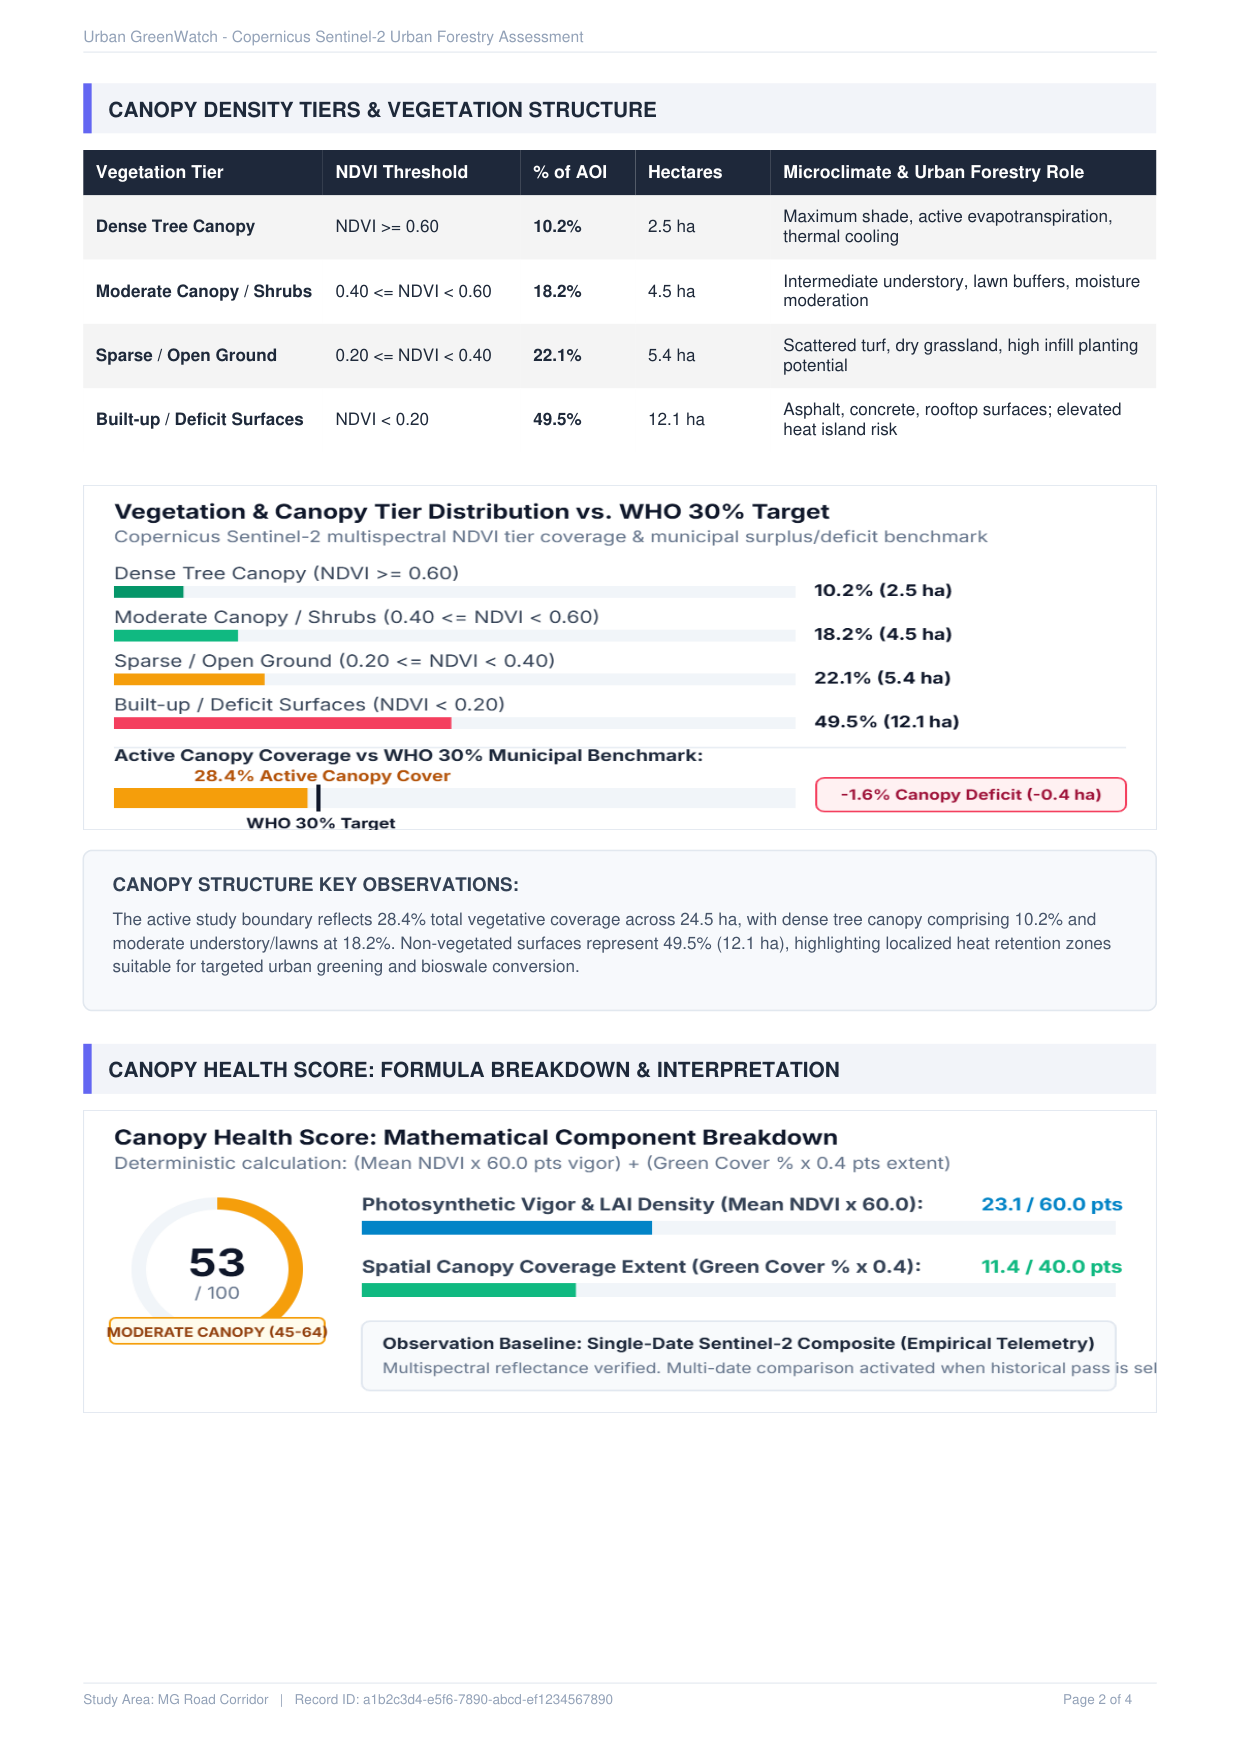 Urban GreenWatch - Copernicus Sentinel-2 Urban Forestry Assessment
CANOPY DENSITY TIERS & VEGETATION STRUCTURE
Vegetation Tier NDVI Threshold % of AOI Hectares Microclimate & Urban Forestry Role
Dense Tree Canopy NDVI >= 0.60 10.2% 2.5 ha Maximum shade, active evapotranspiration,
thermal cooling
Moderate Canopy / Shrubs 0.40 <= NDVI < 0.60 18.2% 4.5 ha Intermediate understory, lawn buffers, moisture
moderation
Sparse / Open Ground 0.20 <= NDVI < 0.40 22.1% 5.4 ha Scattered turf, dry grassland, high infill planting
potential
Built-up / Deficit Surfaces NDVI < 0.20 49.5% 12.1 ha Asphalt, concrete, rooftop surfaces; elevated
heat island risk
Vegetation & Canopy Tier Distribution vs. WHO 30% Target
Copernicus Sentinel-2 multispectral NDVI tier coverage & municipal surplus/deficit benchmark
Dense Tree Canopy (NDVI >= 0.60)
10.2% (2.5 ha)
Moderate Canopy / Shrubs (0.40 <= NDVI < 0.60)
18.2% (4.5 ha)
Sparse / Open Ground (0.20 <= NDVI < 0.40)
22.1% (5.4 ha)
Built-up / Deficit Surfaces (NDVI < 0.20)
49.5% (12.1 ha)
Active Canopy Coverage vs WHO 30% Municipal Benchmark:
28.4% Active Canopy Cover
-1.6% Canopy Deficit (-0.4 ha)
WHO 30% Target
CANOPY STRUCTURE KEY OBSERVATIONS:
The active study boundary reflects 28.4% total vegetative coverage across 24.5 ha, with dense tree canopy comprising 10.2% and
moderate understory/lawns at 18.2%. Non-vegetated surfaces represent 49.5% (12.1 ha), highlighting localized heat retention zones
suitable for targeted urban greening and bioswale conversion.
CANOPY HEALTH SCORE: FORMULA BREAKDOWN & INTERPRETATION
Canopy Health Score: Mathematical Component Breakdown
Deterministic calculation: (Mean NDVI x 60.0 pts vigor) + (Green Cover % x 0.4 pts extent)
Photosynthetic Vigor & LAI Density (Mean NDVI x 60.0): 23.1 / 60.0 pts
53
/ 100
Spatial Canopy Coverage Extent (Green Cover % x 0.4): 11.4 / 40.0 pts
MODERATE CANOPY (45-64)
Observation Baseline: Single-Date Sentinel-2 Composite (Empirical Telemetry)
Multispectral reflectance verified. Multi-date comparison activated when historical pass is sel
Study Area: MG Road Corridor | Record ID: a1b2c3d4-e5f6-7890-abcd-ef1234567890 Page 2 of 4